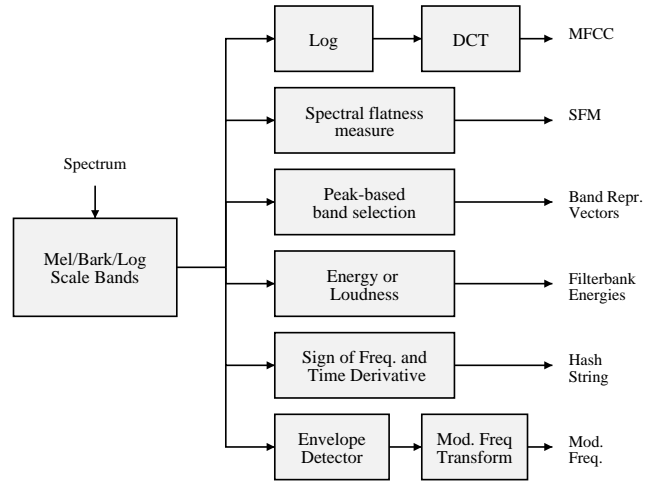 Log
DCT
MFCC
Spectral flatness
measure
SFM
Spectrum
Peak-based
band selection
Band Repr.
Vectors
Mel/Bark/Log
Scale Bands
Energy or
Loudness
Filterbank
Energies
Sign of Freq. and
Time Derivative
Hash
String
Envelope
Detector
Mod. Freq
Transform
Mod.
Freq.